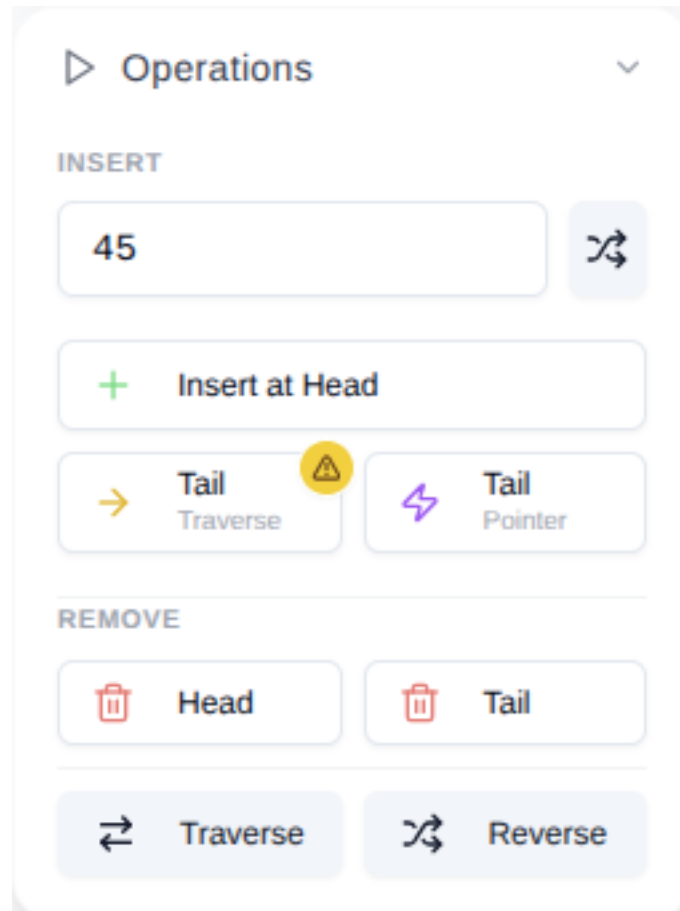 Operations
INSERT
45
Insert at Head
Tail
Traverse
Tail
Pointer
REMOVE
Head
Tail
Traverse
Reverse